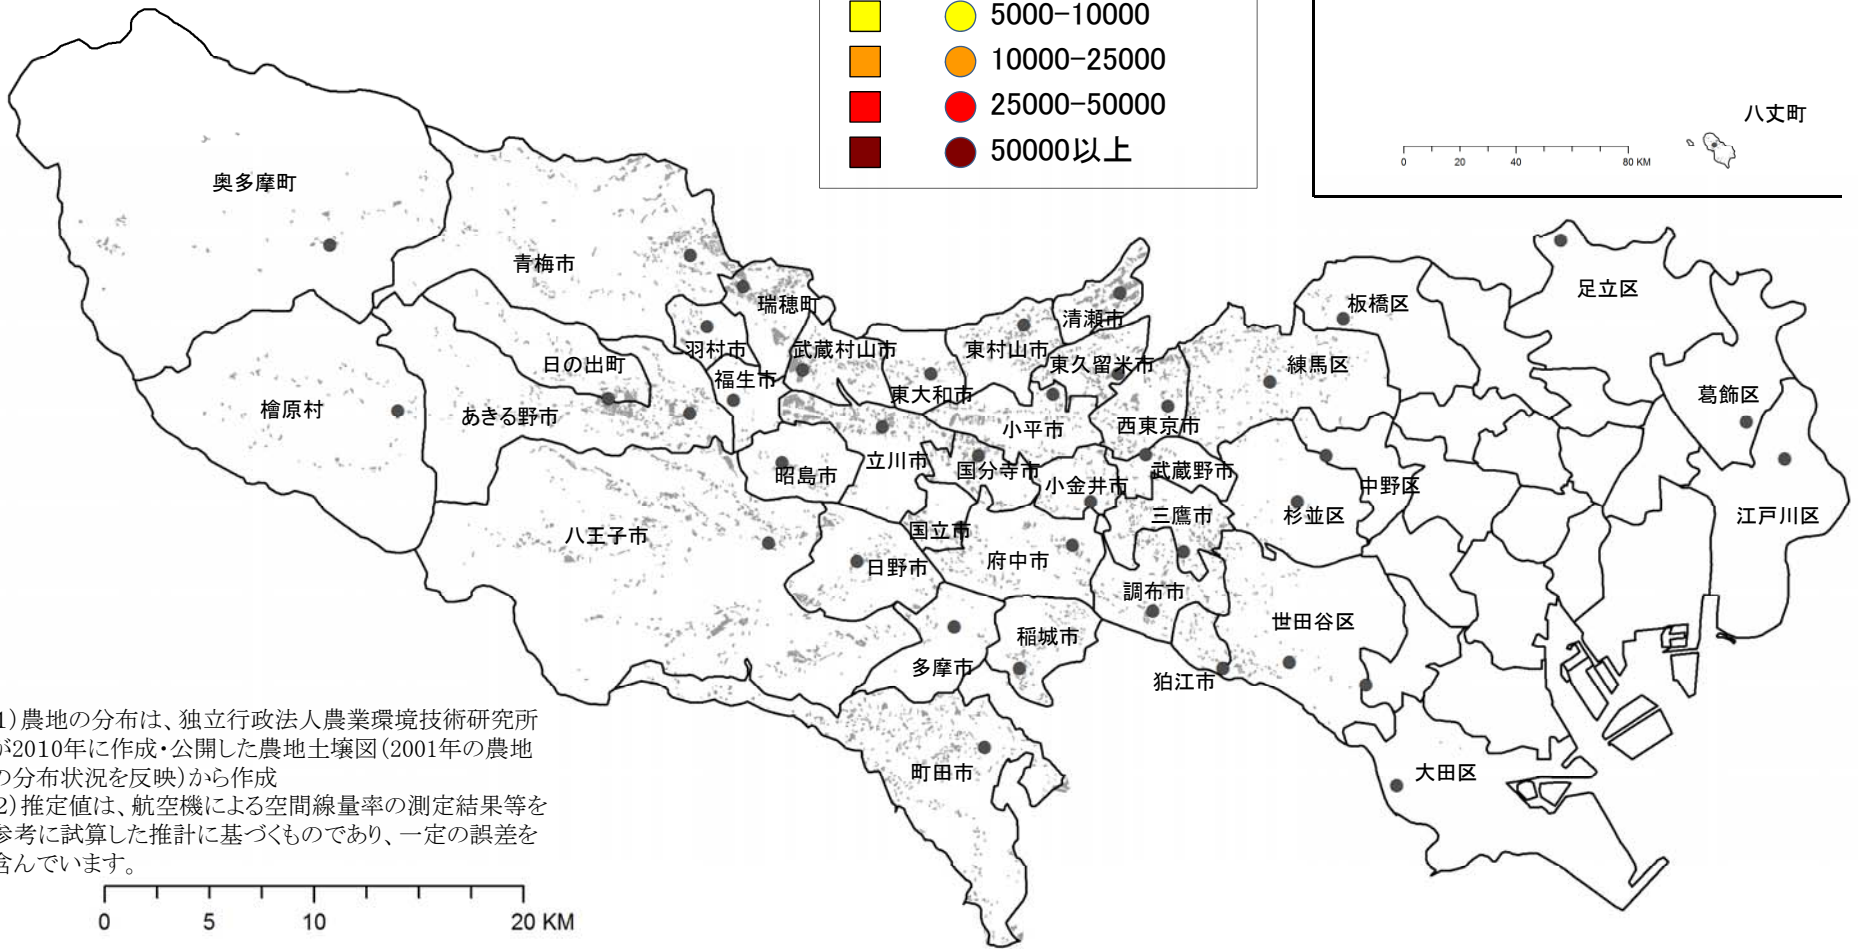 5000-10000
10000-25000
25000-50000
50000以上
八丈町
0 20 40 80 KM
奥多摩町
青梅市
瑞穂町
羽村市
武蔵村山市
東大和市
東村山市
清瀬市
東久留米市
板橋区
足立区
練馬区
葛飾区
日の出町
福生市
檜原村
あきる野市
小平市
西東京市
昭島市
立川市
国分寺市
小金井市
武蔵野市
中野区
杉並区
江戸川区
八王子市
国立市
三鷹市
日野市
府中市
調布市
世田谷区
稲城市
多摩市
狛江市
町田市
大田区
1)農地の分布は、独立行政法人農業環境技術研究所
が2010年に作成・公開した農地土壌図(2001年の農地
の分布状況を反映)から作成
2)推定値は、航空機による空間線量率の測定結果等を
参考に試算した推計に基づくものであり、一定の誤差を
含んでいます。
0 5 10 20 KM